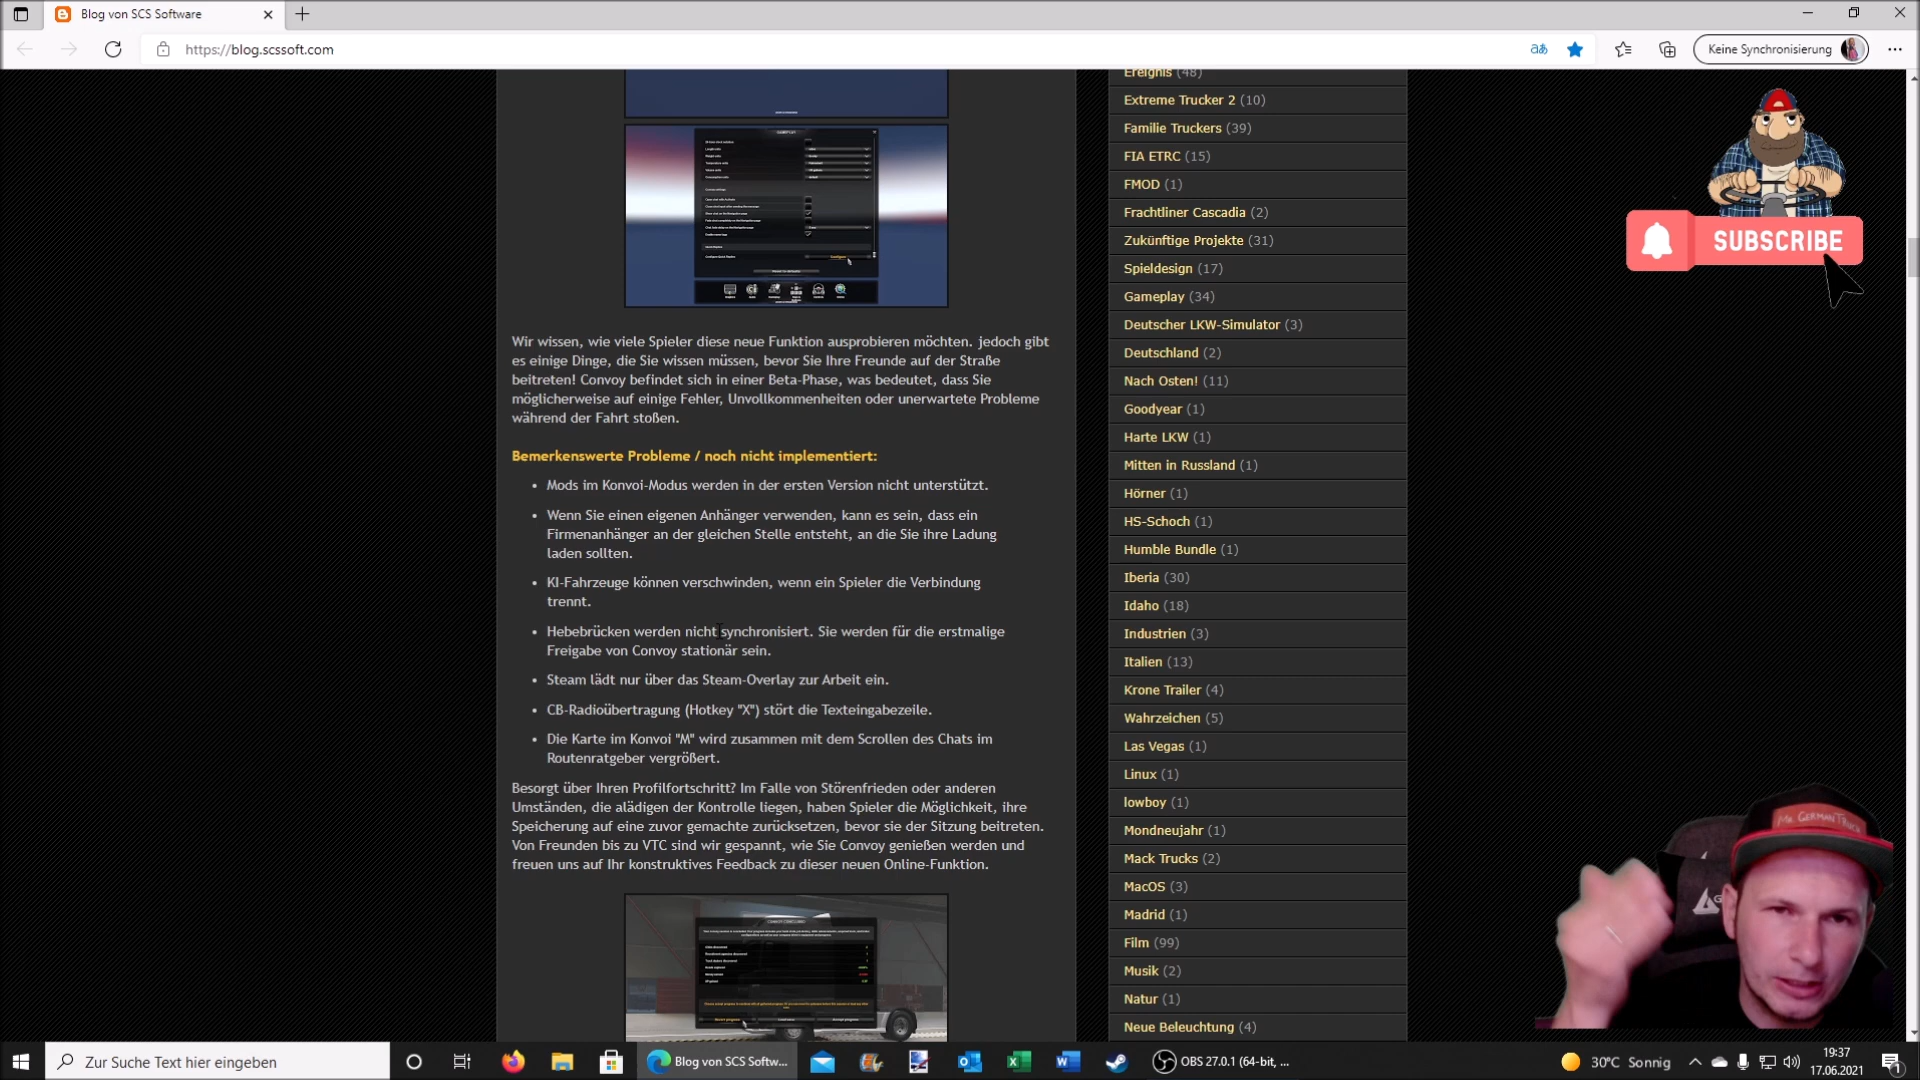 Blog von SCS Software
https://blog.scssoft.com
Keine Synchronisierung
Wir wissen, wie viele Spieler diese neue Funktion ausprobieren möchten. jedoch gibt
es einige Dinge, die Sie wissen müssen, bevor Sie Ihre Freunde auf der Straße
beitreten! Convoy befindet sich in einer Beta-Phase, was bedeutet, dass Sie
möglicherweise auf einige Fehler, Unvollkommenheiten oder unerwartete Probleme
während der Fahrt stoßen.
Bemerkenswerte Probleme / noch nicht implementiert:
• Mods im Konvoi-Modus werden in der ersten Version nicht unterstützt.
• Wenn Sie einen eigenen Anhänger verwenden, kann es sein, dass ein
Firmenanhänger an der gleichen Stelle entsteht, an die Sie ihre Ladung
laden sollten.
• KI-Fahrzeuge können verschwinden, wenn ein Spieler die Verbindung
trennt.
• Hebebrücken werden nicht synchronisiert. Sie werden für die erstmalige
Freigabe von Convoy stationär sein.
• Steam lädt nur über das Steam-Overlay zur Arbeit ein.
• CB-Radioübertragung (Hotkey "X") stört die Texteingabezeile.
• Die Karte im Konvoi "M" wird zusammen mit dem Scrollen des Chats im
Routenratgeber vergrößert.
Besorgt über Ihren Profilfortschritt? Im Falle von Störenfrieden oder anderen
Umständen, die alädigen der Kontrolle liegen, haben Spieler die Möglichkeit, ihre
Speicherung auf eine zuvor gemachte zurücksetzen, bevor sie der Sitzung beitreten.
Von Freunden bis zu VTC sind wir gespannt, wie Sie Convoy genießen werden und
freuen uns auf Ihr konstruktives Feedback zu dieser neuen Online-Funktion.
Ereignis (48)
Extreme Trucker 2 (10)
Familie Truckers (39)
FIA ETRC (15)
FMOD (1)
Frachtliner Cascadia (2)
Zukünftige Projekte (31)
Spieldesign (17)
Gameplay (34)
Deutscher LKW-Simulator (3)
Deutschland (2)
Nach Osten! (11)
Goodyear (1)
Harte LKW (1)
Mitten in Russland (1)
Hörner (1)
HS-Schoch (1)
Humble Bundle (1)
Iberia (30)
Idaho (18)
Industrien (3)
Italien (13)
Krone Trailer (4)
Wahrzeichen (5)
Las Vegas (1)
Linux (1)
lowboy (1)
Mondneujahr (1)
Mack Trucks (2)
MacOS (3)
Madrid (1)
Film (99)
Musik (2)
Natur (1)
Neue Beleuchtung (4)
SUBSCRIBE
Mr. GermanTruck
Zur Suche Text hier eingeben
Blog von SCS Softw...
OBS 27.0.1 (64-bit, ...
30°C Sonnig
19:37
17.06.2021